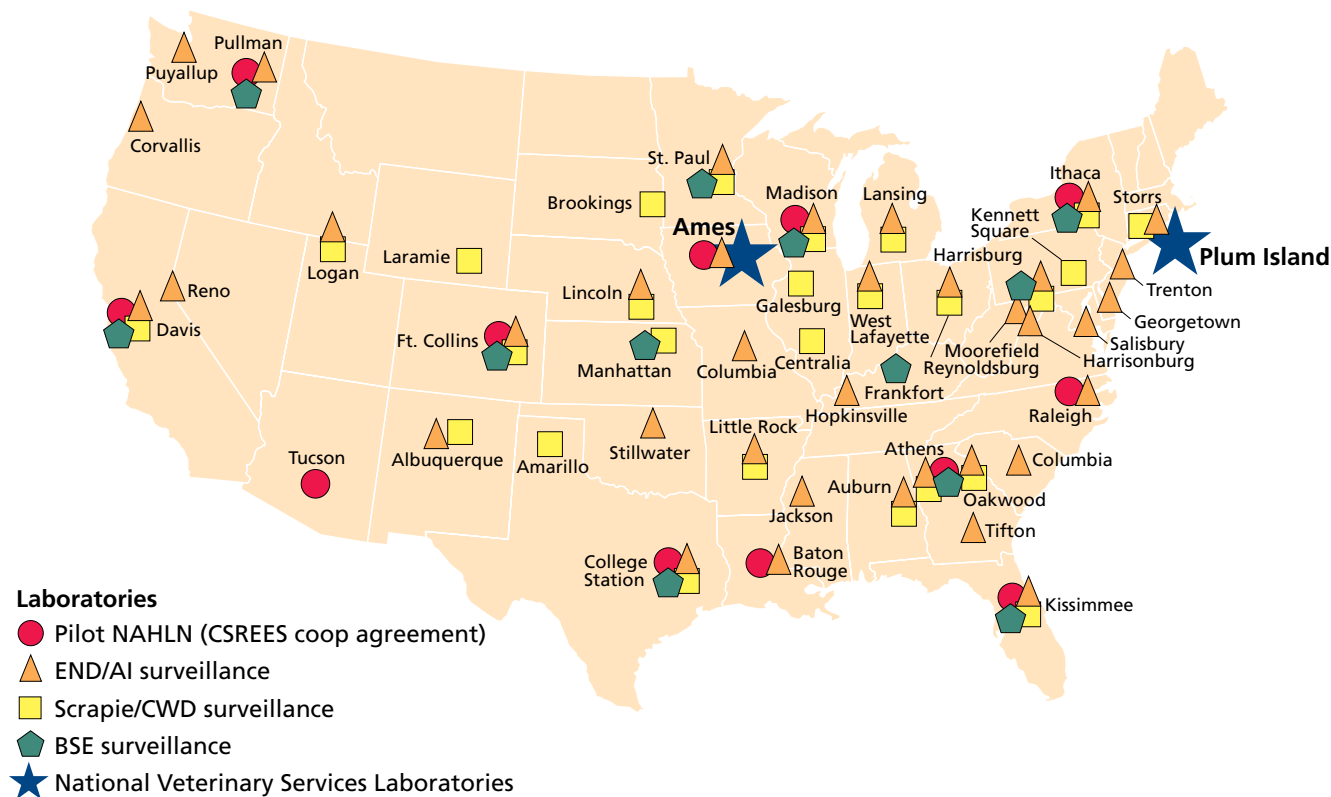 Pullman
Puyallup
Corvallis
St. Paul
Brookings
Madison
Lansing
Ithaca
Storrs
Kennett
Square
Ames
Harrisburg
Plum Island
Logan
Laramie
Reno
Lincoln
Galesburg
Trenton
Davis
Ft. Collins
West
Lafayette
Georgetown
Manhattan
Columbia
Centralia
Moorefield
Salisbury
Reynoldsburg
Harrisonburg
Frankfort
Hopkinsville
Raleigh
Little Rock
Tucson
Albuquerque
Amarillo
Stillwater
Athens
Columbia
Auburn
Oakwood
Jackson
Tifton
College
Station
Baton
Rouge
Kissimmee
Laboratories
Pilot NAHLN (CSREES coop agreement)
END/AI surveillance
Scrapie/CWD surveillance
BSE surveillance
National Veterinary Services Laboratories